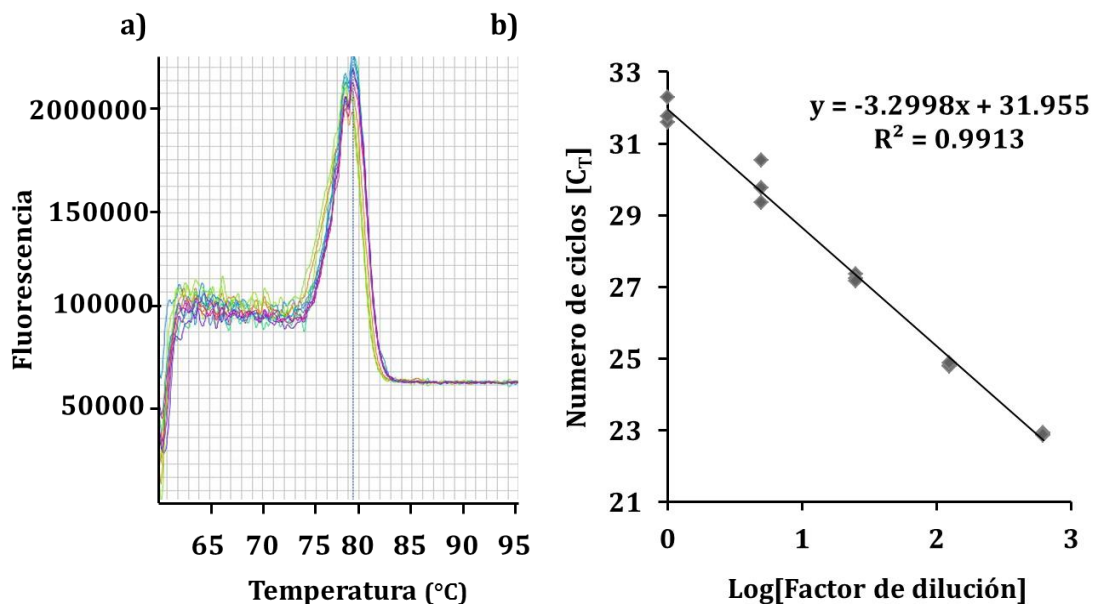 a)
Fluorescencia
2000000
150000
100000
50000
65 70 75 80 85 90 95
Temperatura (°C)
b)
Numero de ciclos [C_T]
33
31
29
27
25
23
21
y = -3.2998x + 31.955
R² = 0.9913
0 1 2 3
Log[Factor de dilución]